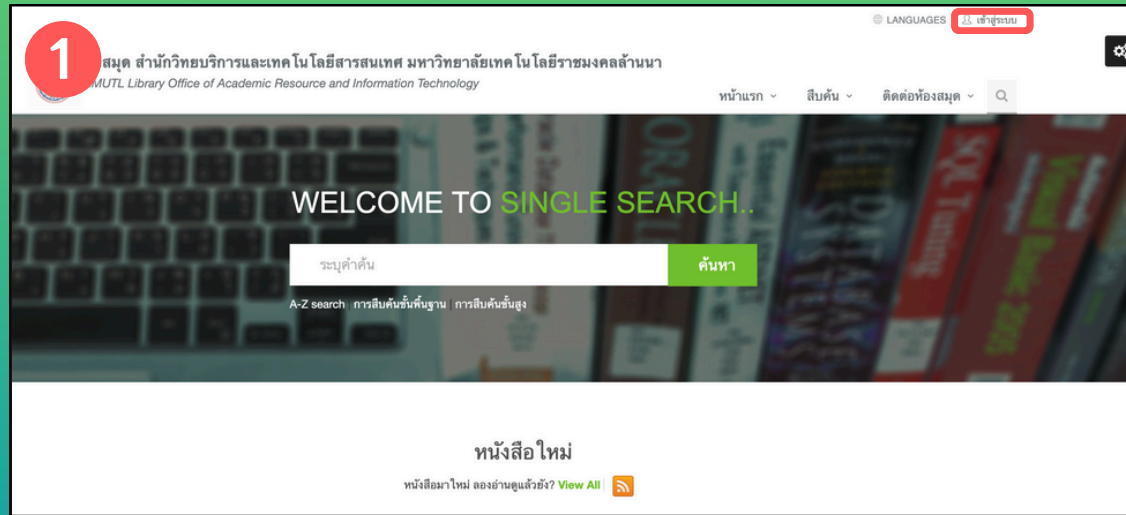 LANGUAGES เข้าสู่ระบบ
1
สมุด สำนักวิทยบริการและเทคโนโลยีสารสนเทศ มหาวิทยาลัยเทคโนโลยีราชมงคลล้านนา
MUTL Library Office of Academic Resource and Information Technology
หน้าแรก สืบค้น ติดต่อห้องสมุด
WELCOME TO SINGLE SEARCH..
ระบุคำค้น ค้นหา
A-Z search | การสืบค้นขั้นพื้นฐาน | การสืบค้นขั้นสูง
SQL Tuning
Visual Basic 2005
หนังสือใหม่
หนังสือมาใหม่ ลองอ่านดูแล้วยัง? View All